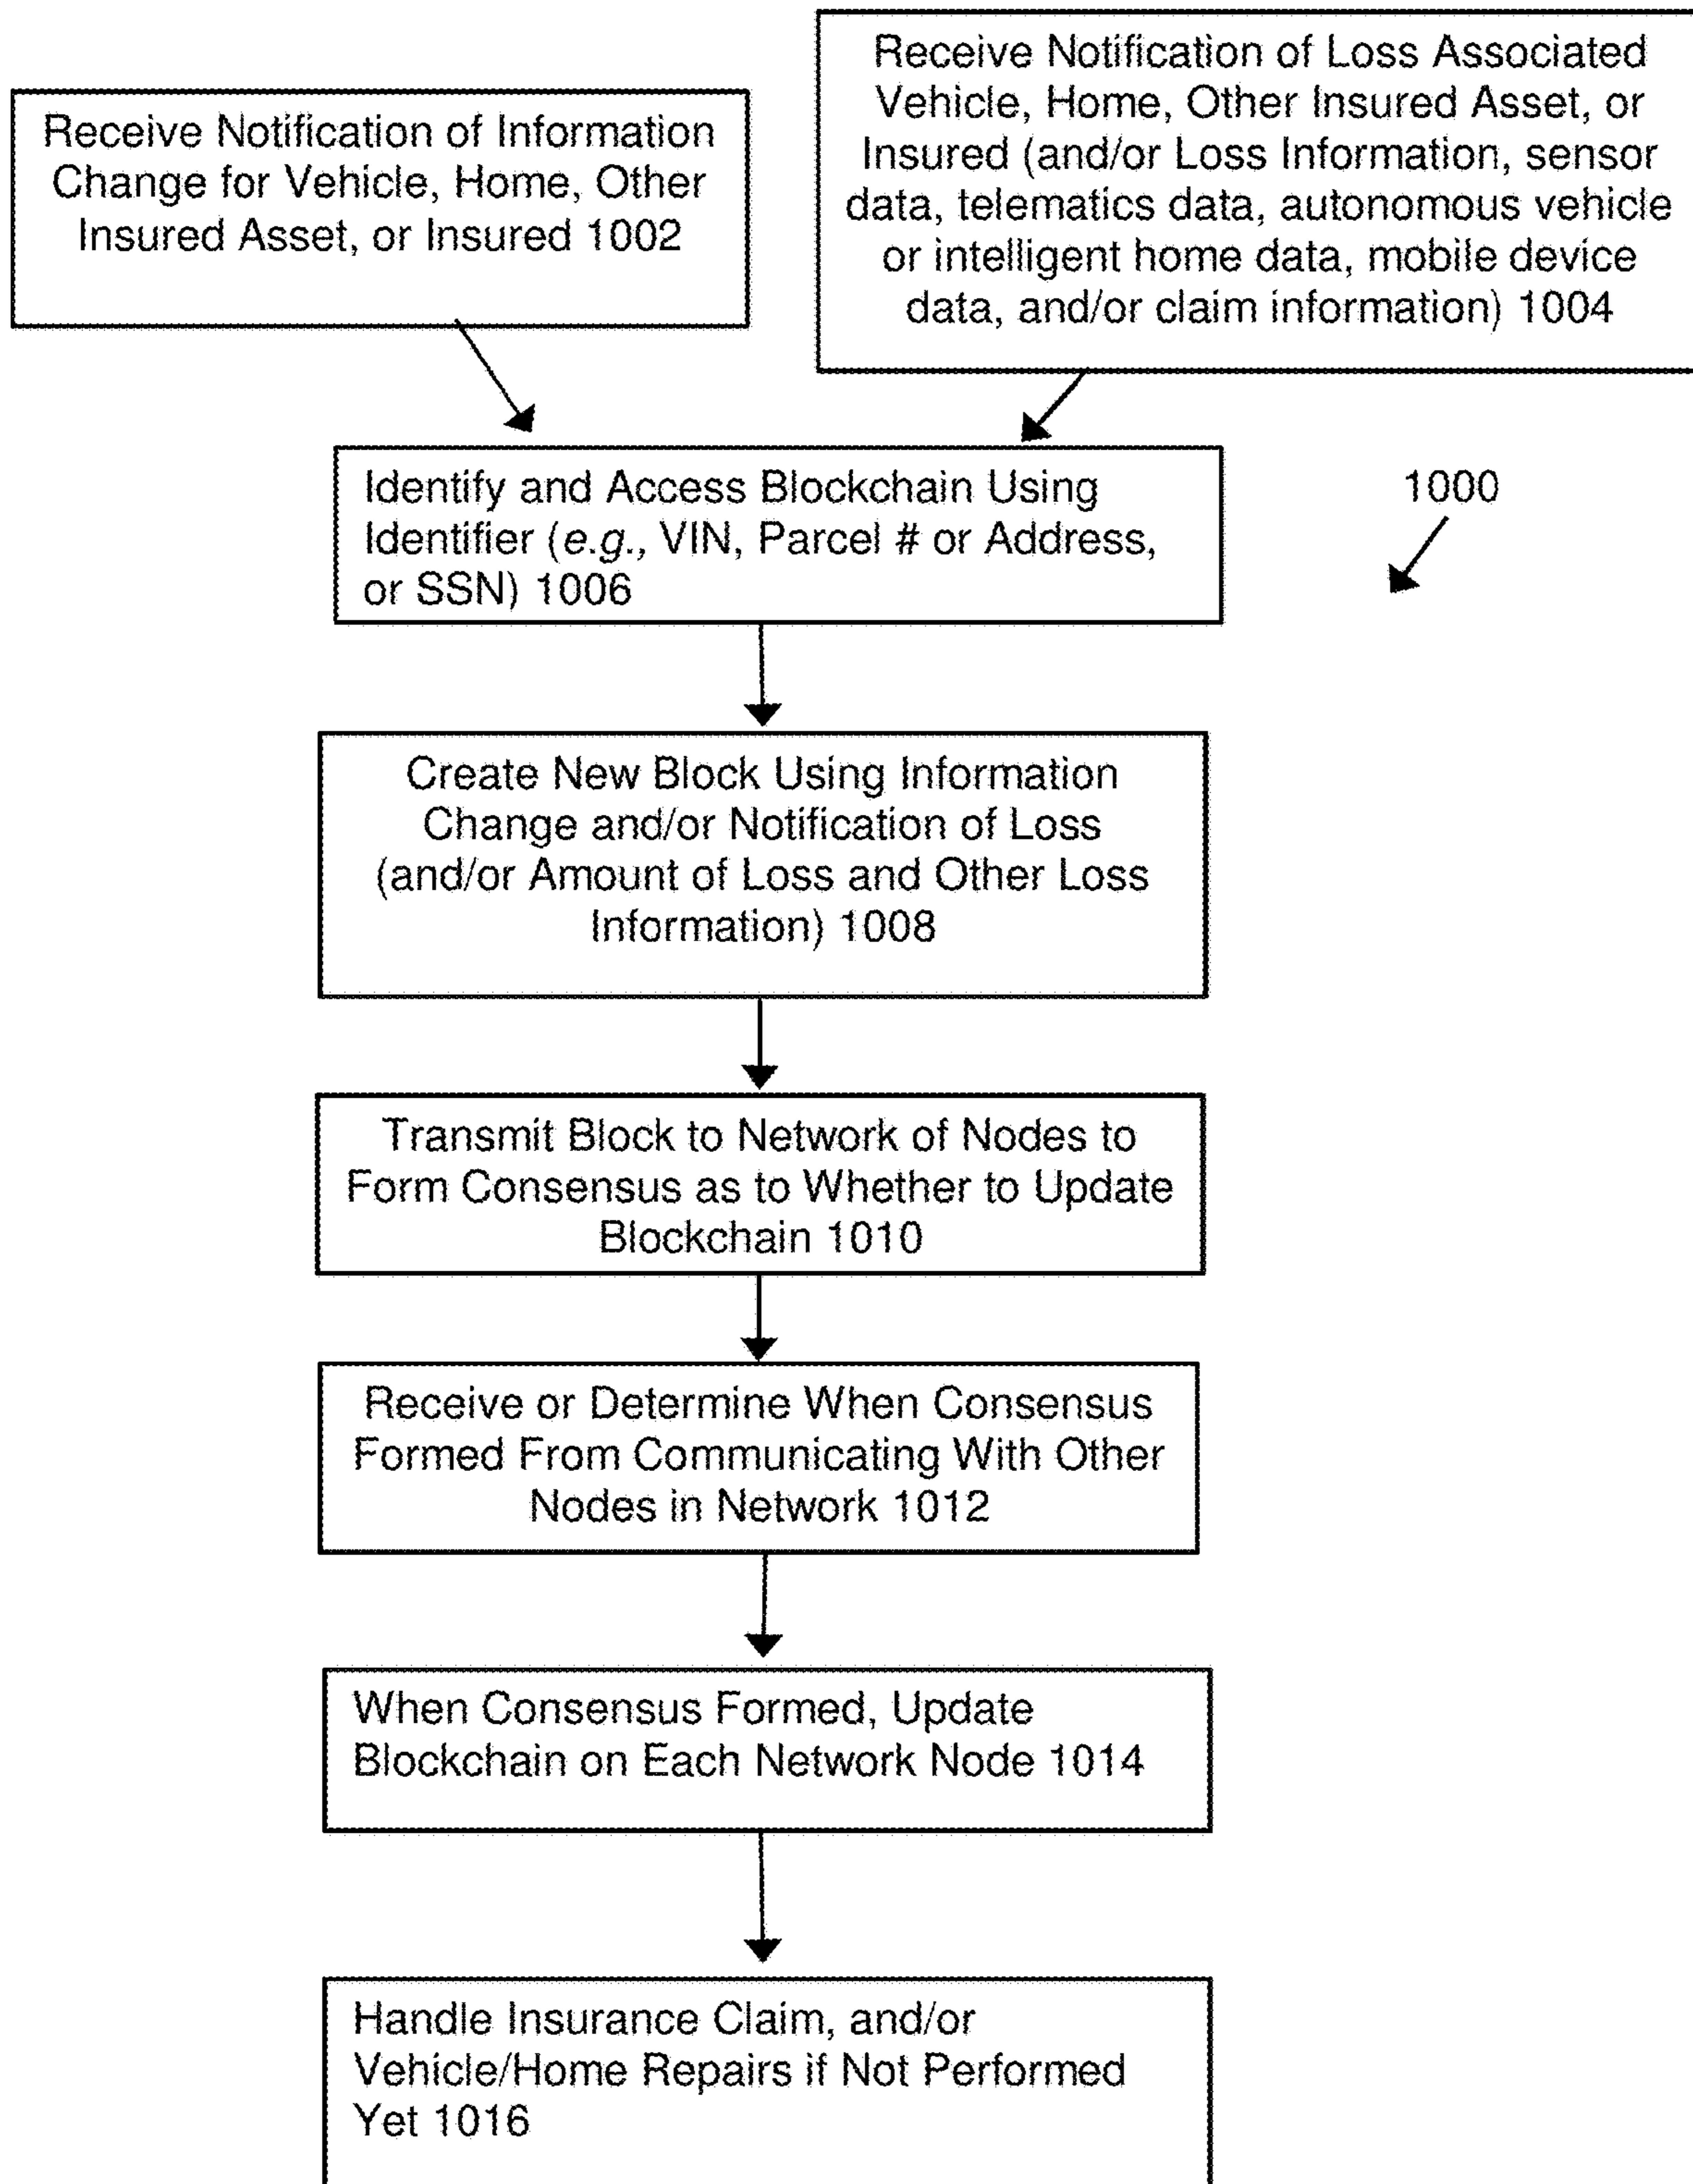 Receive Notification of Information
Change for Vehicle, Home, Other
Insured Asset, or Insured 1002
Receive Notification of Loss Associated
Vehicle, Home, Other Insured Asset, or
Insured (and/or Loss Information, sensor
data, telematics data, autonomous vehicle
or intelligent home data, mobile device
data, and/or claim information) 1004
Identify and Access Blockchain Using
Identifier (e.g., VIN, Parcel # or Address,
or SSN) 1006
1000
Create New Block Using Information
Change and/or Notification of Loss
(and/or Amount of Loss and Other Loss
Information) 1008
Transmit Block to Network of Nodes to
Form Consensus as to Whether to Update
Blockchain 1010
Receive or Determine When Consensus
Formed From Communicating With Other
Nodes in Network 1012
When Consensus Formed, Update
Blockchain on Each Network Node 1014
Handle Insurance Claim, and/or
Vehicle/Home Repairs if Not Performed
Yet 1016